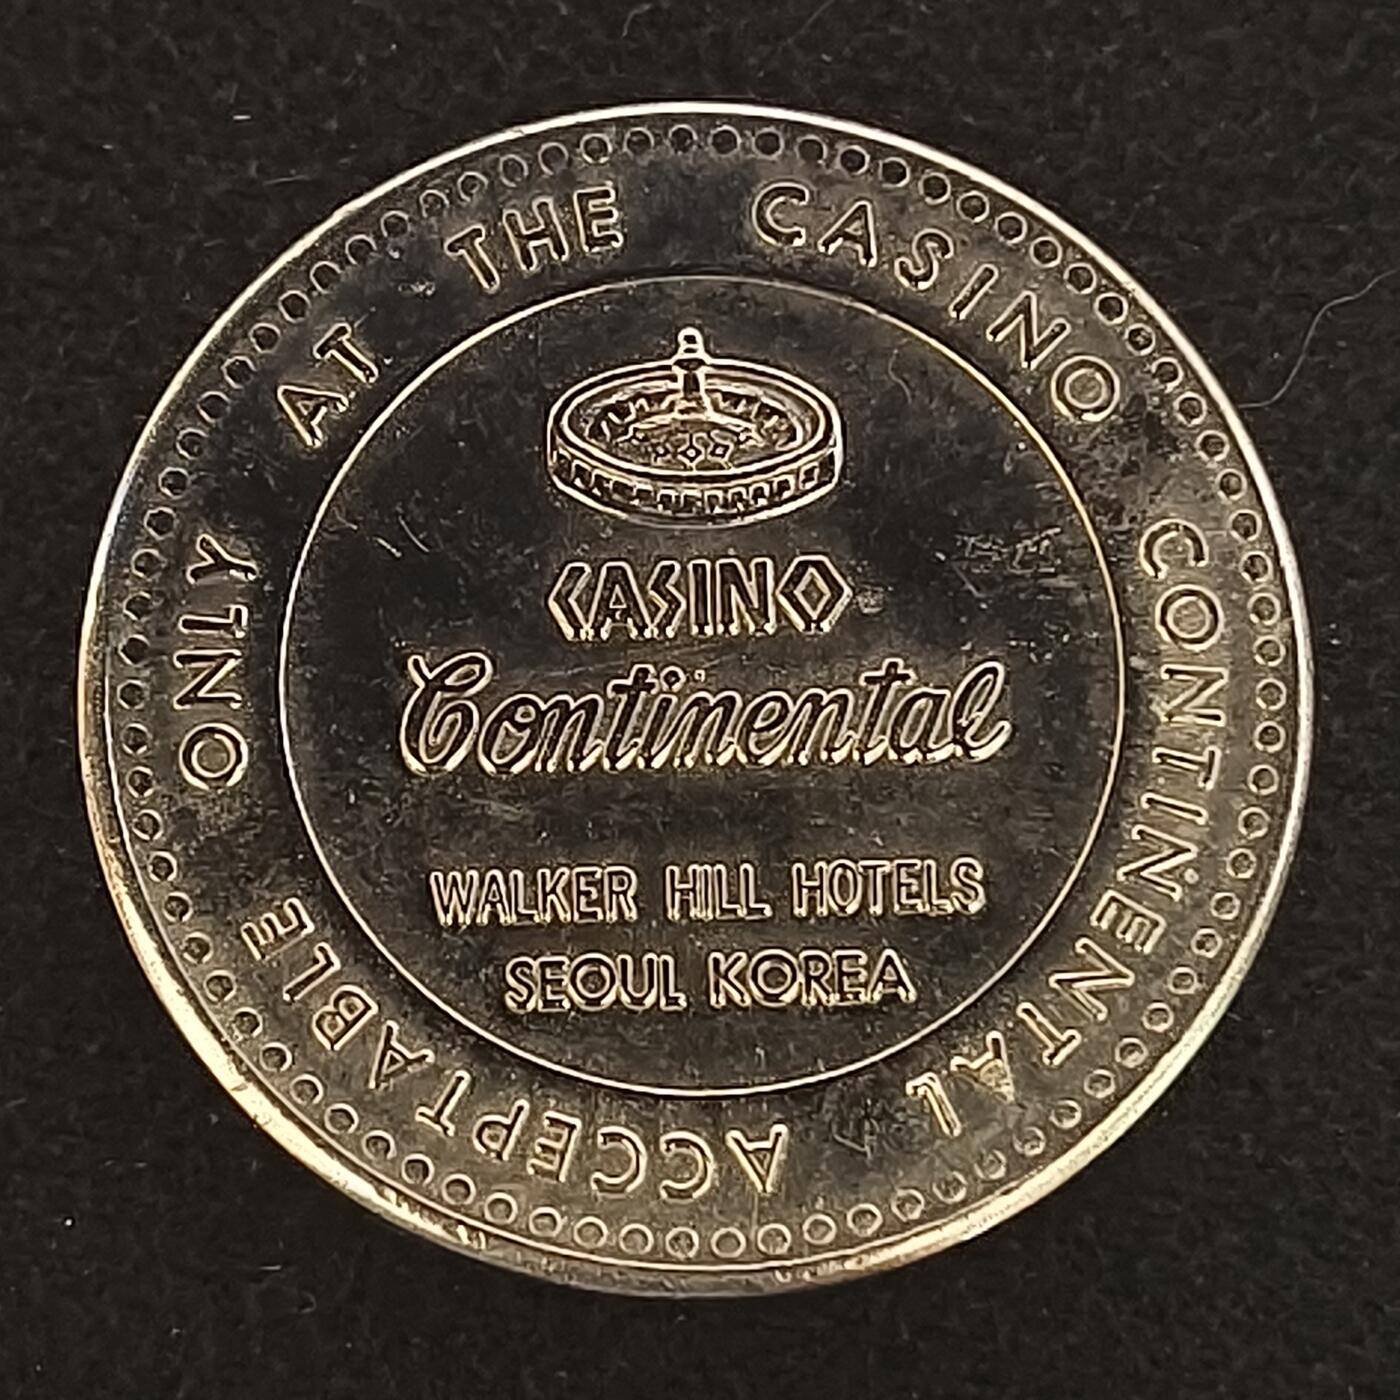 ACCEPTABLE ONLY AT THE CASINO CONTINENTAL
CASINO
Continental
WALKER HILL HOTELS
SEOUL KOREA